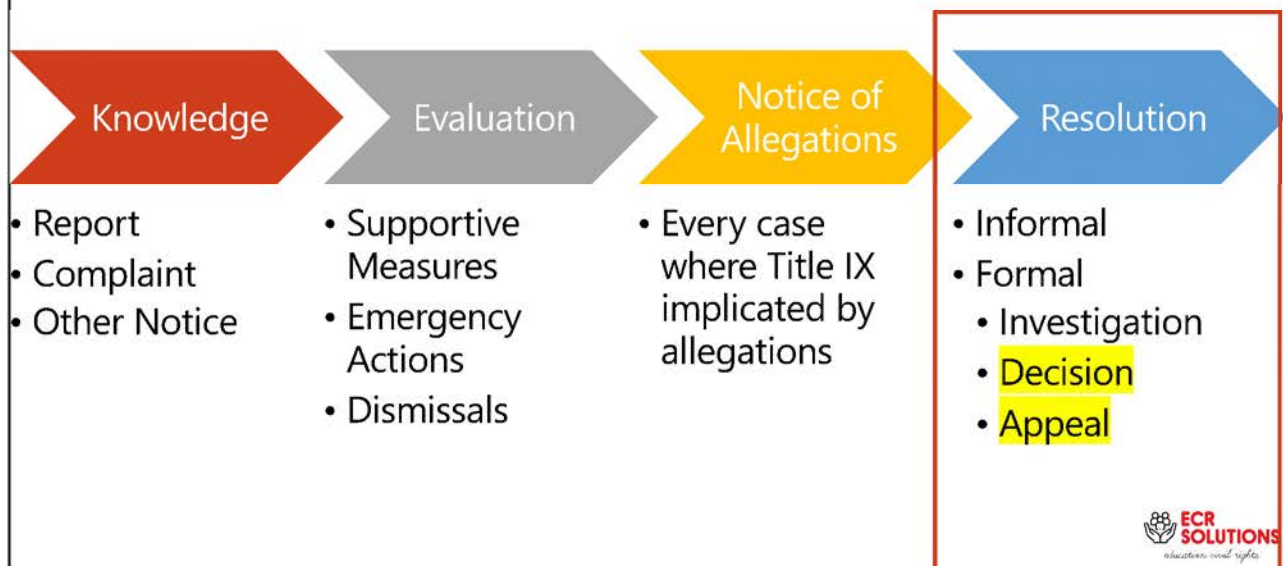 Knowledge
• Report
• Complaint
• Other Notice
Evaluation
• Supportive
Measures
• Emergency
Actions
• Dismissals
Notice of
Allegations
• Every case
where Title IX
implicated by
allegations
Resolution
• Informal
• Formal
• Investigation
• Decision
• Appeal
ECR
SOLUTIONS
education civil rights